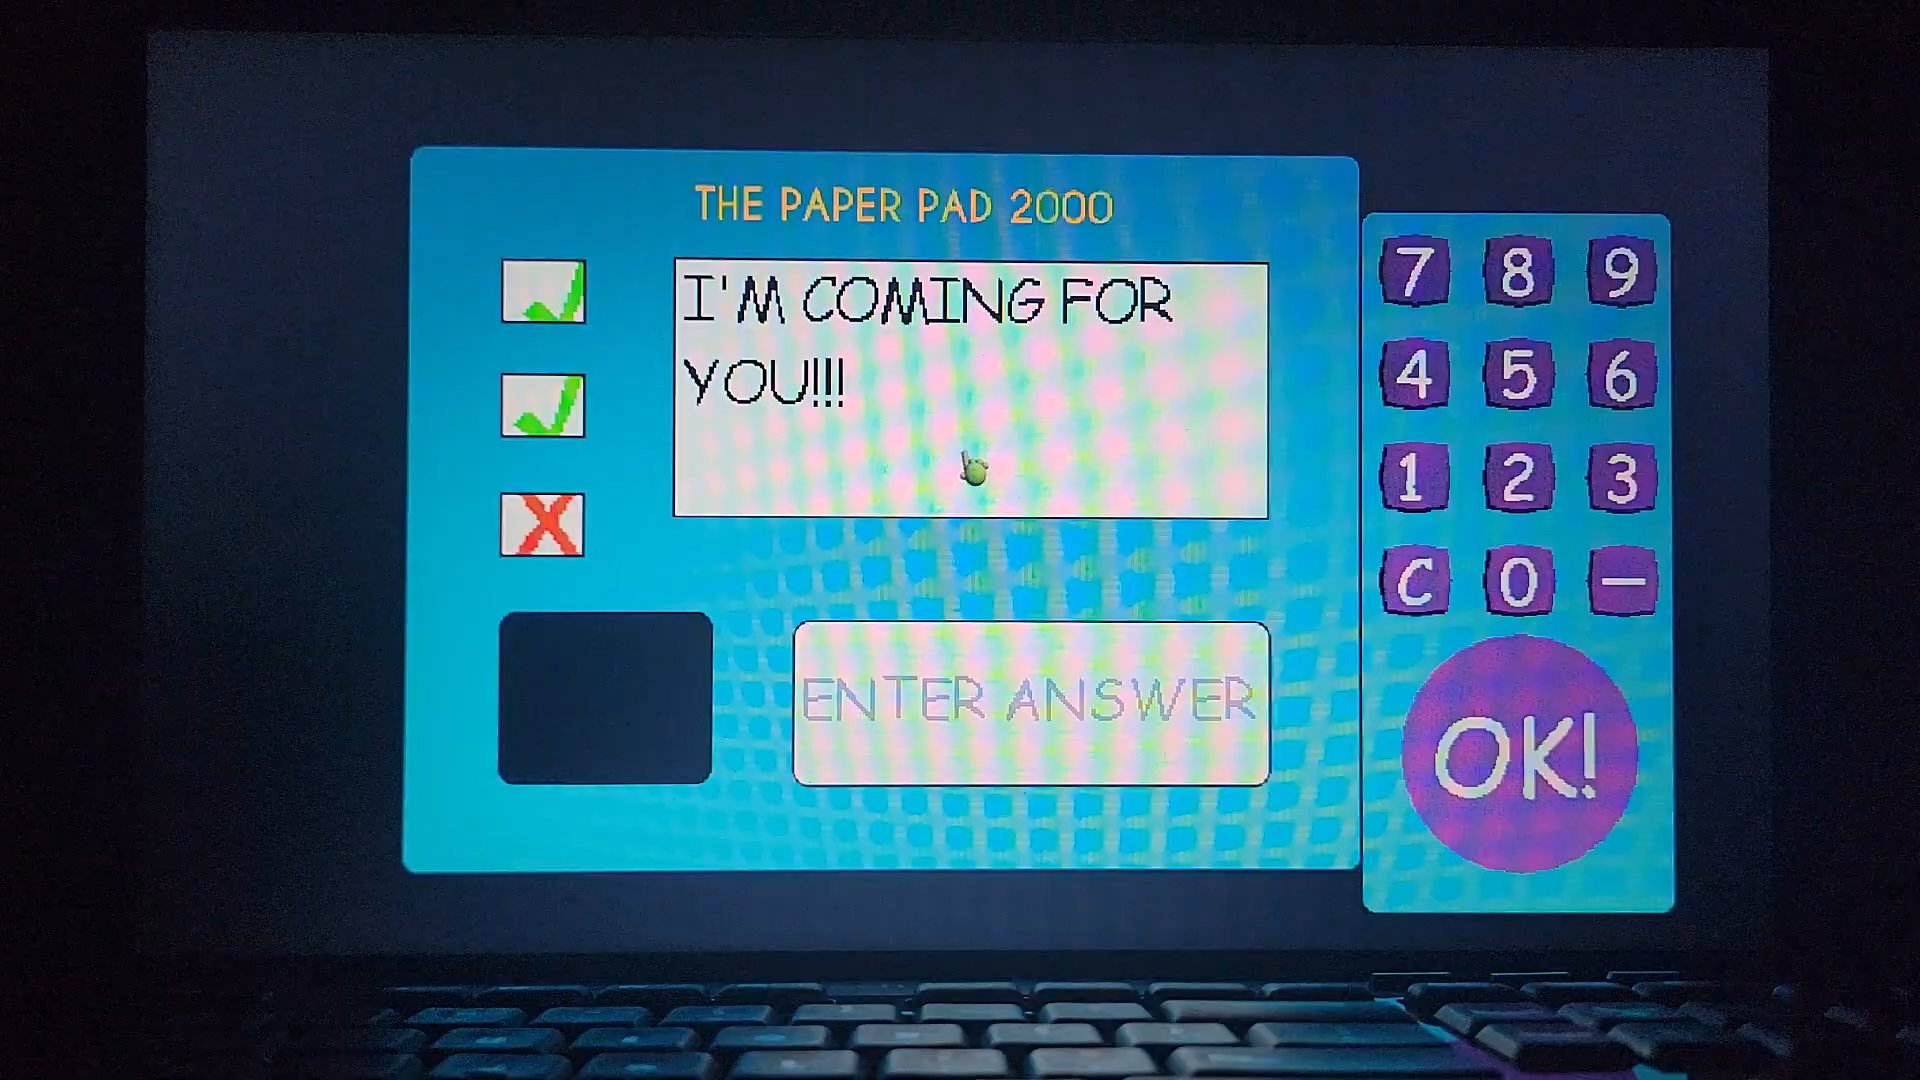 THE PAPER PAD 2000
I'M COMING FOR
YOU!!!
ENTER ANSWER
7 8 9
4 5 6
1 2 3
C 0 —
OK!